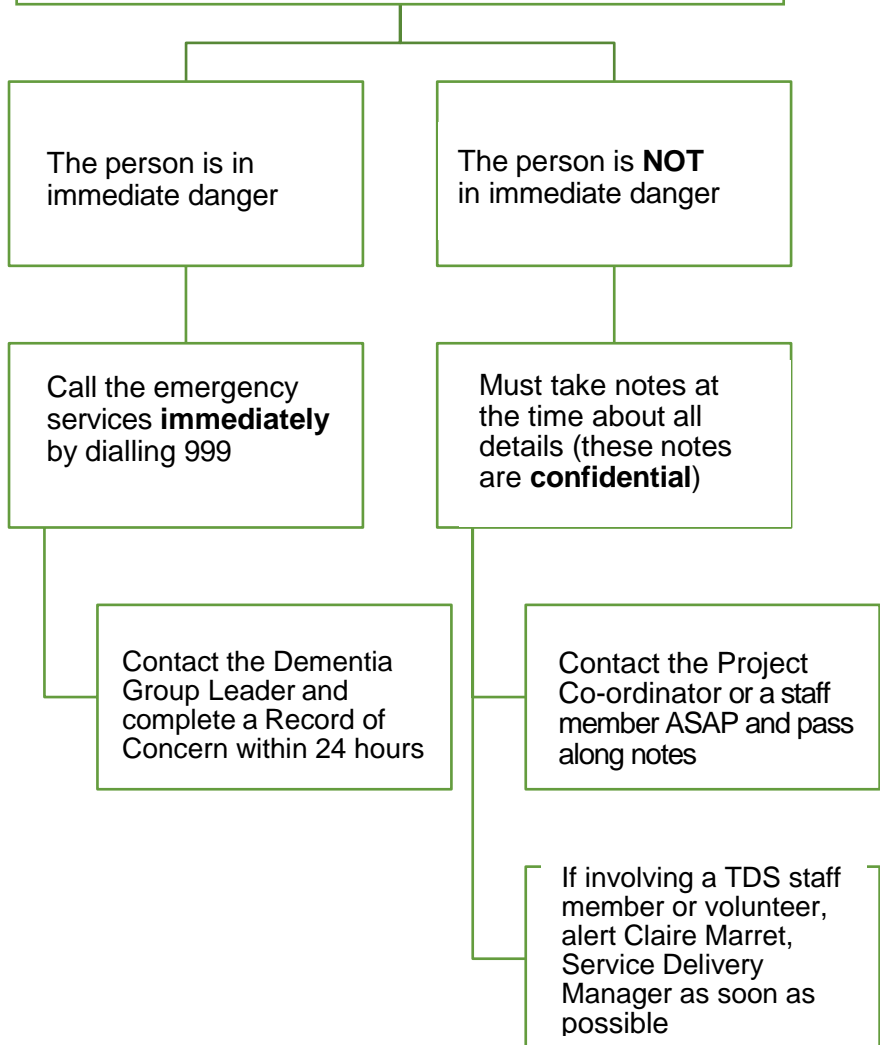 The person is in
immediate danger
The person is NOT
in immediate danger
Call the emergency
services immediately
by dialling 999
Must take notes at
the time about all
details (these notes
are confidential)
Contact the Dementia
Group Leader and
complete a Record of
Concern within 24 hours
Contact the Project
Co-ordinator or a staff
member ASAP and pass
along notes
If involving a TDS staff
member or volunteer,
alert Claire Marret,
Service Delivery
Manager as soon as
possible